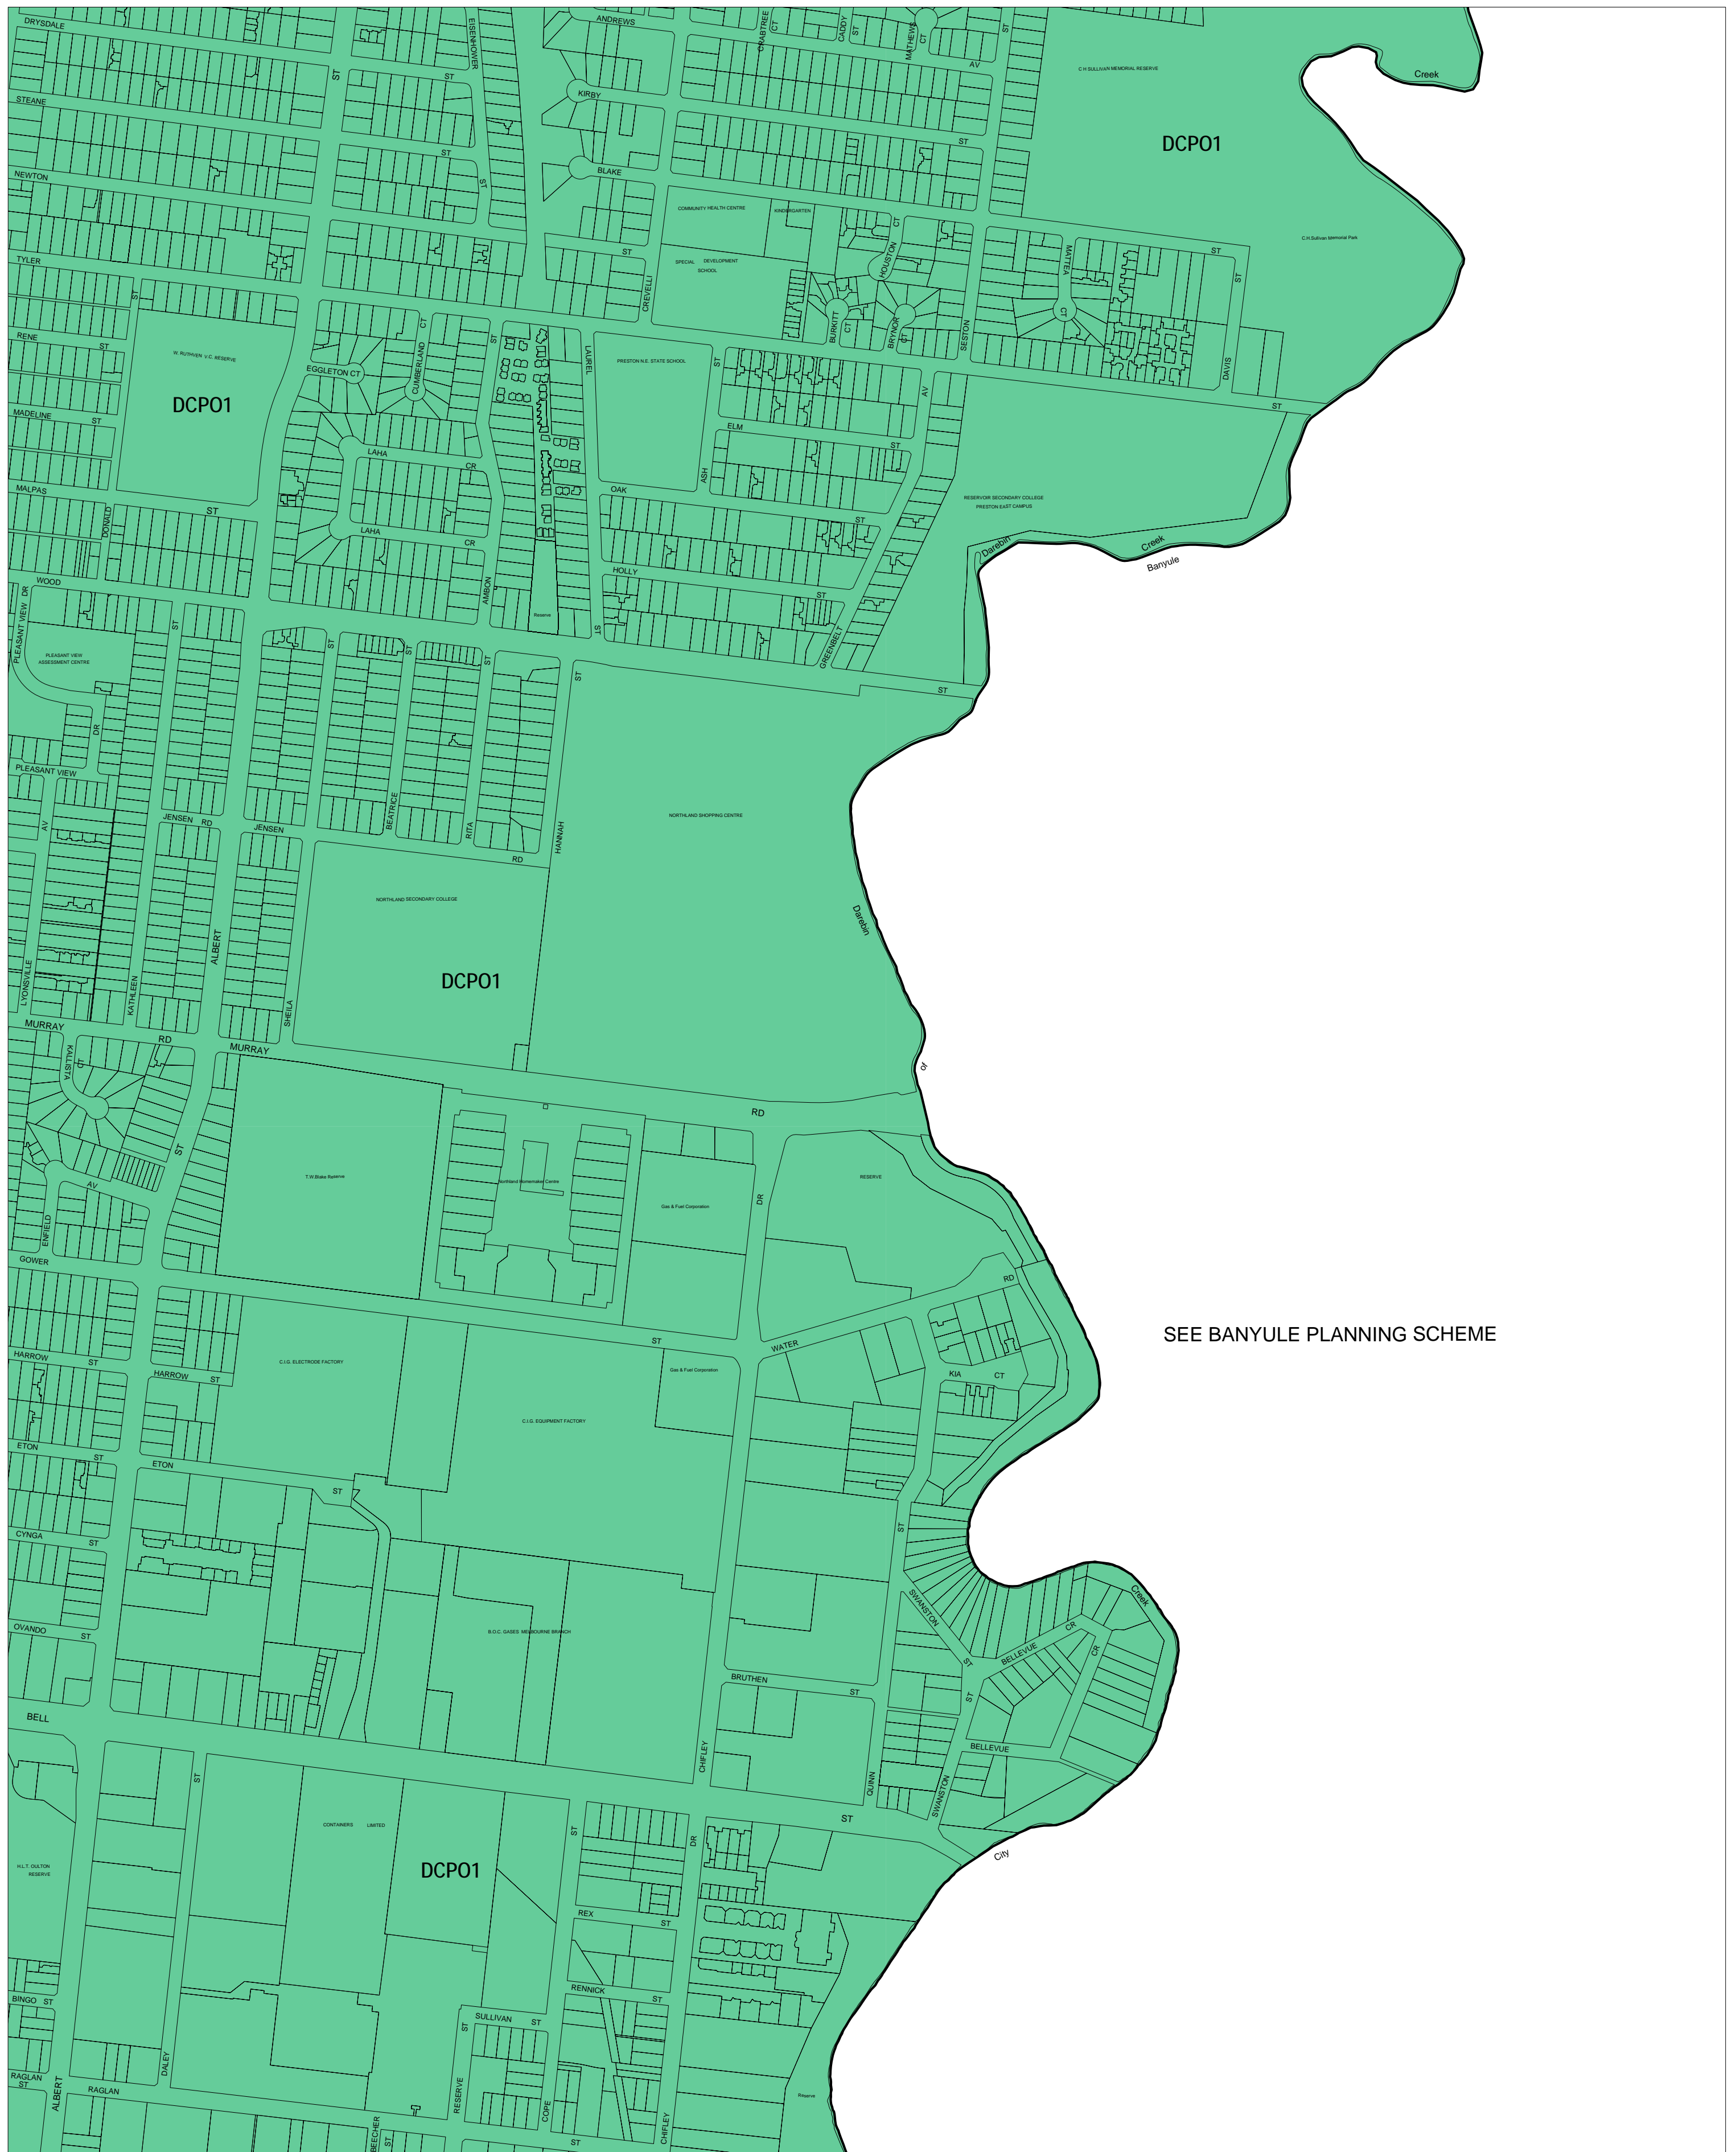 DRYSDALE
EISENHOWER
ANDREWS
CRABTREE
CT
CADDY
ST
MATHEWS
CT
ST
AV
C H SULLIVAN MEMORIAL RESERVE
Creek
ST
ST
STEANE
KIRBY
DCPO1
ST
ST
NEWTON
ST
BLAKE
COMMUNITY HEALTH CENTRE
KINDERGARTEN
CT
C.H.Sullivan Memorial Park
TYLER
ST
SPECIAL DEVELOPMENT
SCHOOL
HOUSTON
MATTEA
ST
ST
CREVELLI
ST
CT
BURKITT
CT
BRYNOR
CT
SESTON
CT
RENE
ST
W. RUTHVEN V.C. RESERVE
CUMBERLAND
ST
LAUREL
PRESTON N.E. STATE SCHOOL
ST
DAVIS
EGGLETON CT
DCPO1
AV
ST
MADELINE
ST
ELM
ST
LAHA
CR
ASH
MALPAS
OAK
RESERVOIR SECONDARY COLLEGE
PRESTON EAST CAMPUS
DONALD
ST
ST
LAHA
CR
Darebin
Creek
Banyule
HOLLY
WOOD
DR
AMBON
ST
Reserve
PLEASANT VIEW
ST
ST
ST
ST
ST
ST
GREENBELT
PLEASANT VIEW
ASSESSMENT CENTRE
ST
ST
DR
PLEASANT VIEW
AV
JENSEN RD
JENSEN
BEATRICE
RITA
HANNAH
NORTHLAND SHOPPING CENTRE
RD
NORTHLAND SECONDARY COLLEGE
Darebin
ALBERT
LYONSVILLE
KATHLEEN
SHEILA
DCPO1
MURRAY
RD
MURRAY
KALLISTA
CT
of
RD
ST
AV
T.W.Blake Reserve
Northland Homemaker Centre
Gas & Fuel Corporation
DR
RESERVE
ENFIELD
GOWER
RD
ST
WATER
SEE BANYULE PLANNING SCHEME
HARROW
ST
C.I.G. ELECTRODE FACTORY
Gas & Fuel Corporation
HARROW
ST
KIA CT
C.I.G. EQUIPMENT FACTORY
ETON
ST
ETON
ST
CYNGA
ST
ST
SWANSTON
Creek
OVANDO
ST
B.O.C. GASES MELBOURNE BRANCH
CR
BELLEVUE
CR
ST
BRUTHEN
ST
ST
BELL
BELLEVUE
CHIFLEY
QUINN
SWANSTON
ST
CONTAINERS LIMITED
ST
DR
ST
City
H.L.T. OULTON
RESERVE
DCPO1
REX
ST
RENNICK
ST
BINGO ST
SULLIVAN
ST
ST
RAGLAN
ST
DALEY
RAGLAN
ALBERT
RESERVE
COPE
CHIFLEY
Reserve
BEECHER
ST
ST